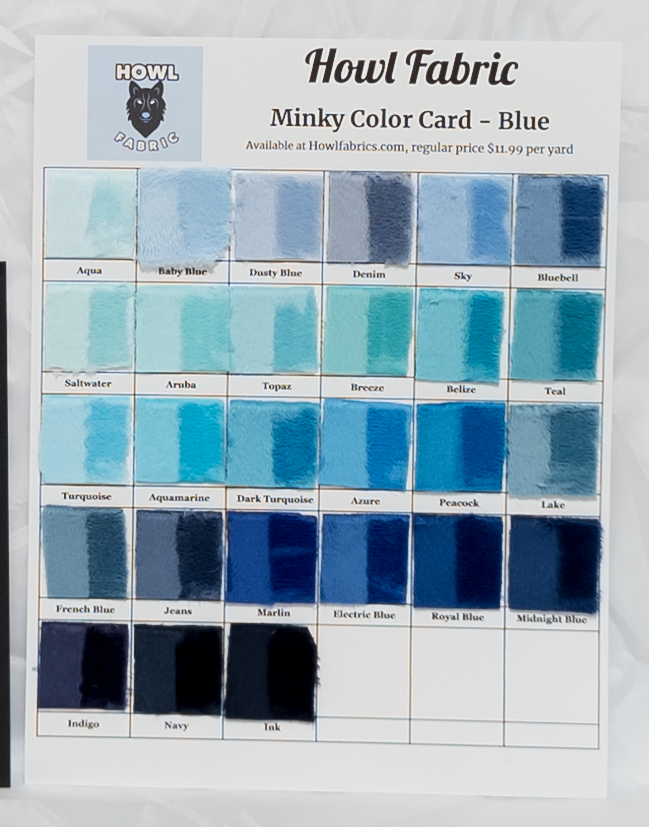 HOWL
FABRIC
Howl Fabric
Minky Color Card - Blue
Available at Howlfabrics.com, regular price $11.99 per yard
Aqua Baby Blue Dusty Blue Denim Sky Bluebell
Saltwater Aruba Topaz Breeze Belize Teal
Turquoise Aquamarine Dark Turquoise Azure Peacock Lake
French Blue Jeans Marlin Electric Blue Royal Blue Midnight Blue
Indigo Navy Ink